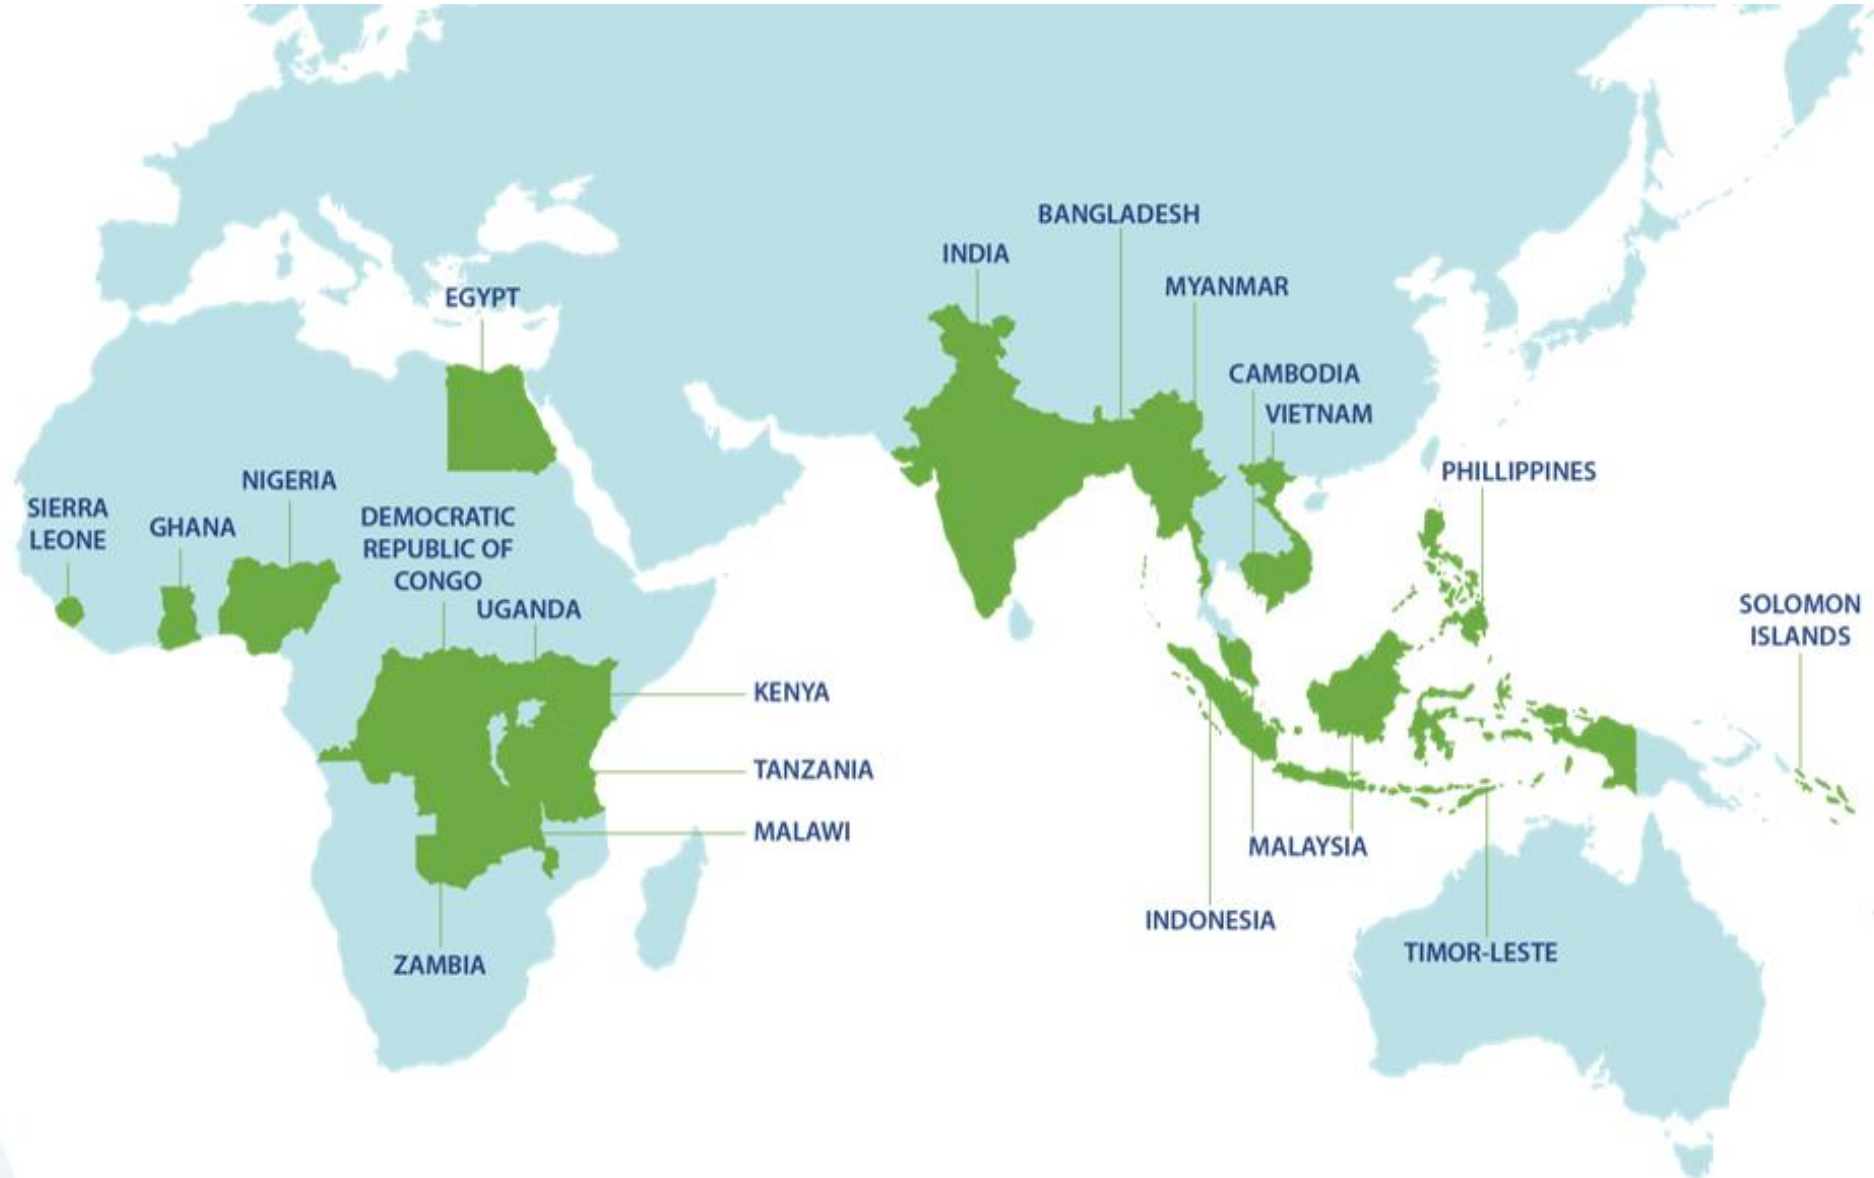 BANGLADESH
INDIA
MYANMAR
EGYPT
CAMBODIA
VIETNAM
PHILLIPPINES
NIGERIA
SIERRA
LEONE
GHANA
DEMOCRATIC
REPUBLIC OF
CONGO
UGANDA
SOLOMON
ISLANDS
KENYA
TANZANIA
MALAWI
MALAYSIA
INDONESIA
TIMOR-LESTE
ZAMBIA